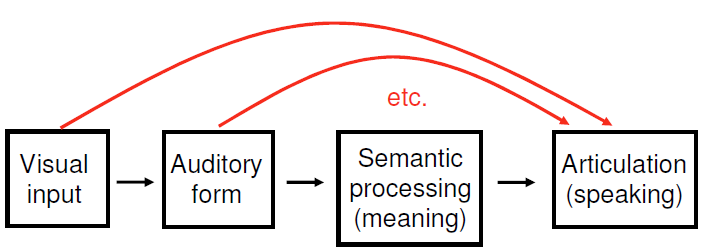 etc.
Visual
input
Auditory
form
Semantic
processing
(meaning)
Articulation
(speaking)